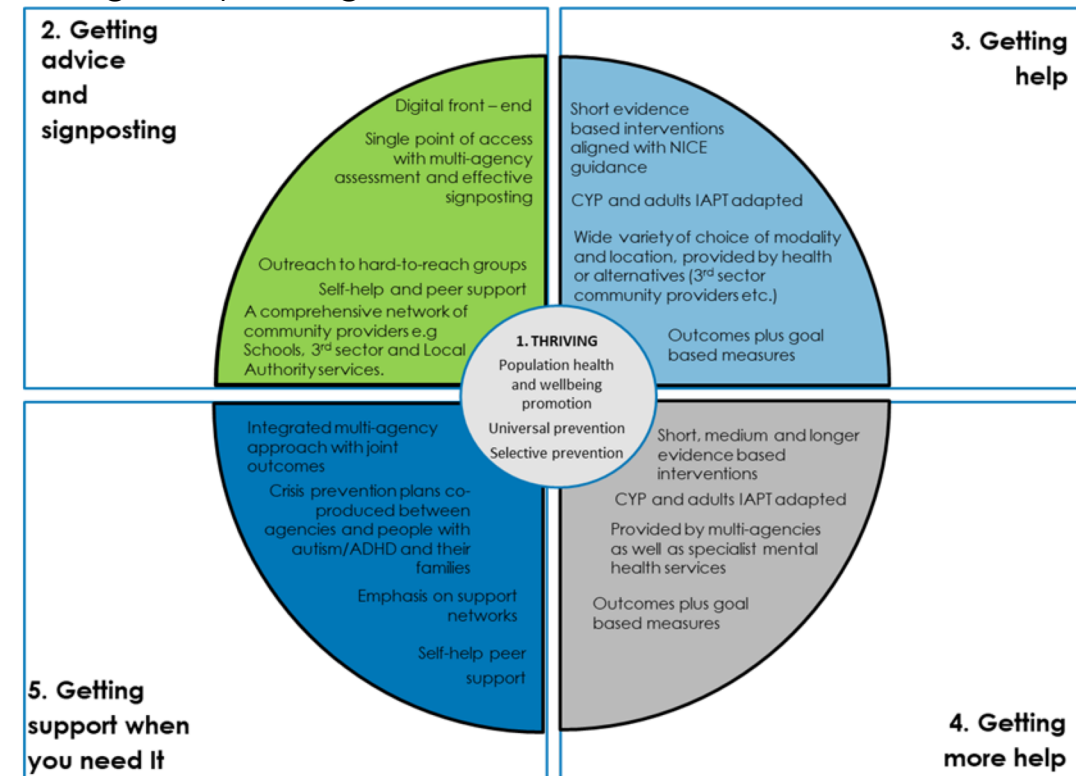 2. Getting
advice
and
signposting
Digital front – end
Single point of access
with multi-agency
assessment and effective
signposting
Outreach to hard-to-reach groups
Self-help and peer support
A comprehensive network of
community providers e.g
Schools, 3rd sector and Local
Authority services.
3. Getting
help
Short evidence
based interventions
aligned with NICE
guidance
CYP and adults IAPT adapted
Wide variety of choice of modality
and location, provided by health
or alternatives (3rd sector
community providers etc.)
Outcomes plus goal
based measures
1. THRIVING
Population health
and wellbeing
promotion
Universal prevention
Selective prevention
Short, medium and longer
evidence based
interventions
CYP and adults IAPT adapted
Provided by multi-agencies
as well as specialist mental
health services
Outcomes plus goal
based measures
4. Getting
more help
Integrated multi-agency
approach with joint
outcomes
Crisis prevention plans co-
produced between
agencies and people with
autism/ADHD and their
families
Emphasis on support
networks
Self-help peer
support
5. Getting
support when
you need It